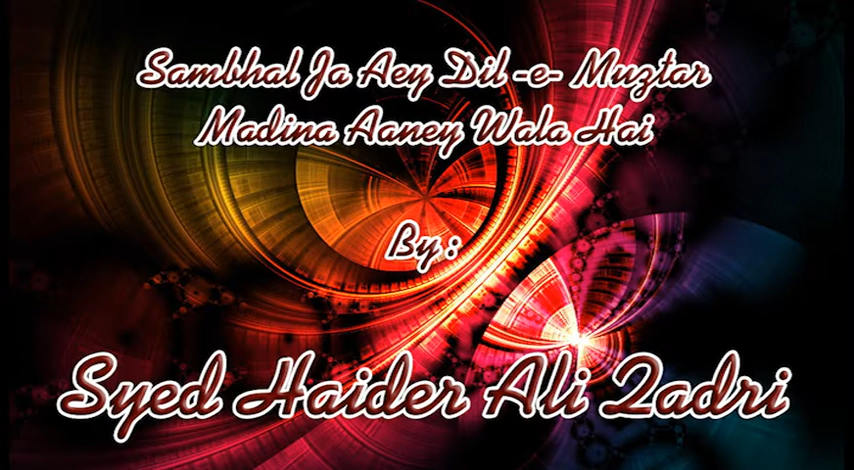 Sambhal Ja Aey Dil -e- Muztar
Madina Aaney Wala Hai
By :
Syed Haider Ali Qadri